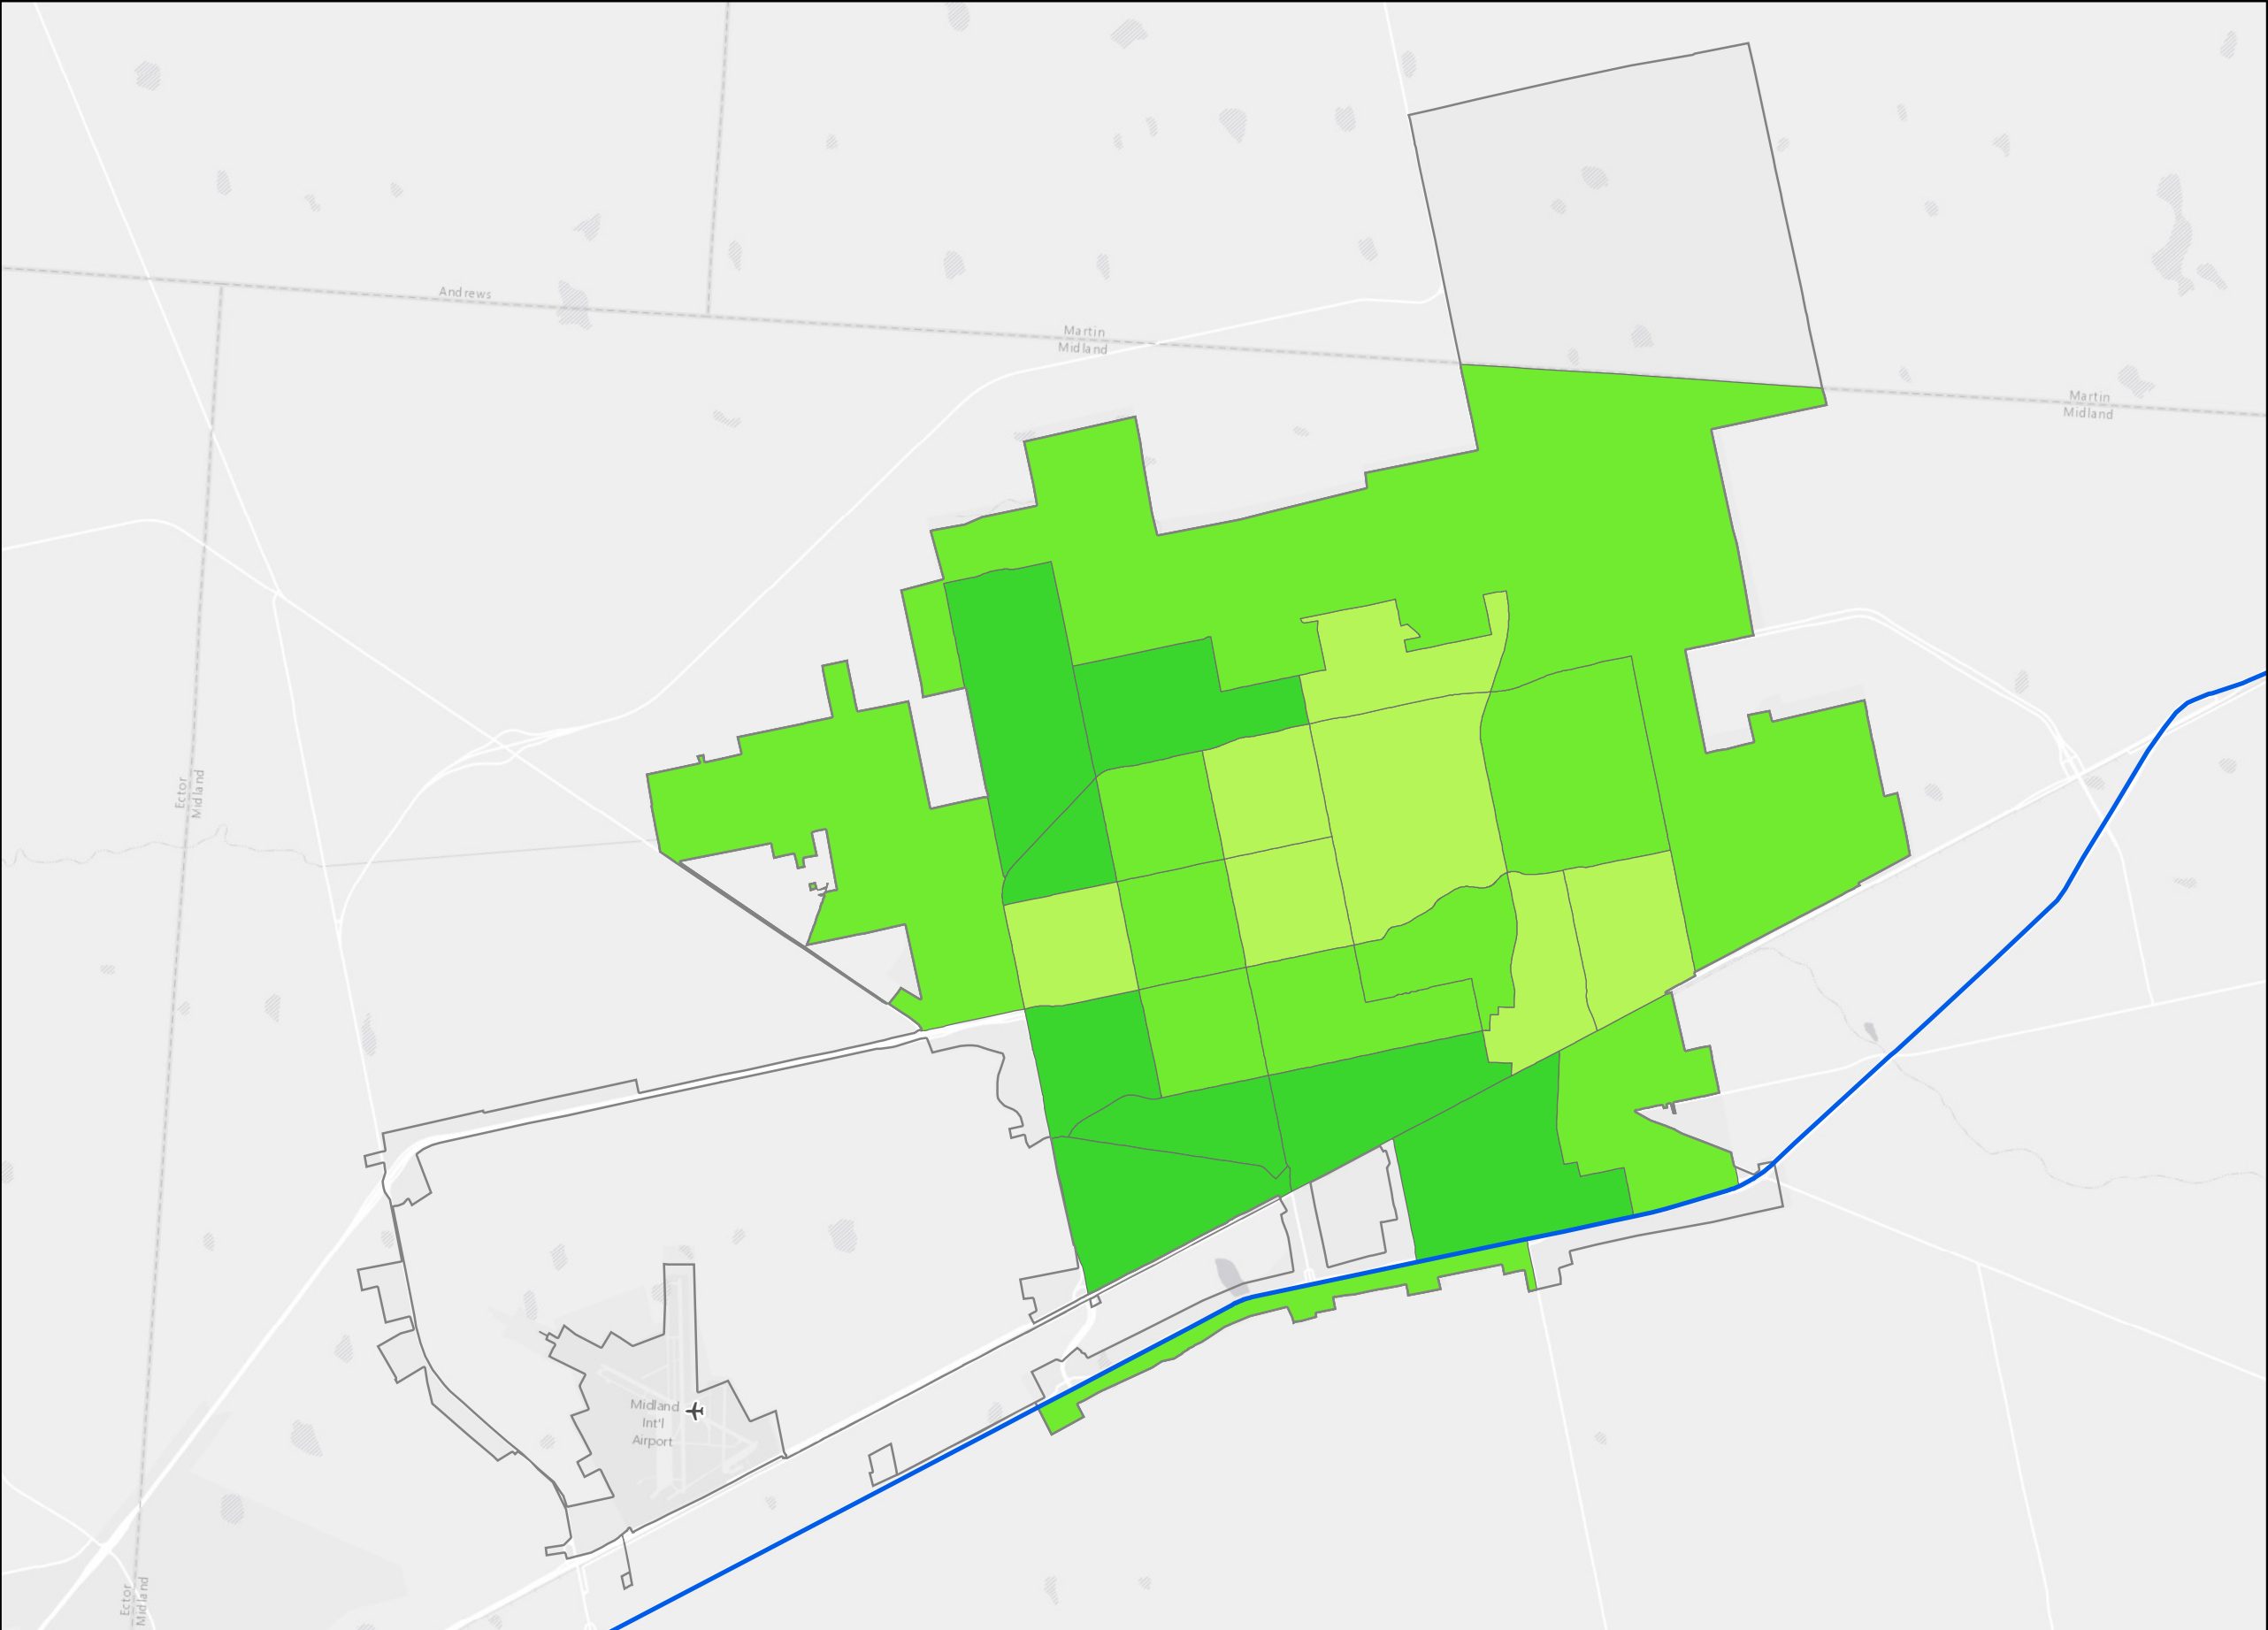 Andrews
Martin
Midland
Martin
Midland
Ector
Midland
Midland
Int'l
Airport
Ector
Midland